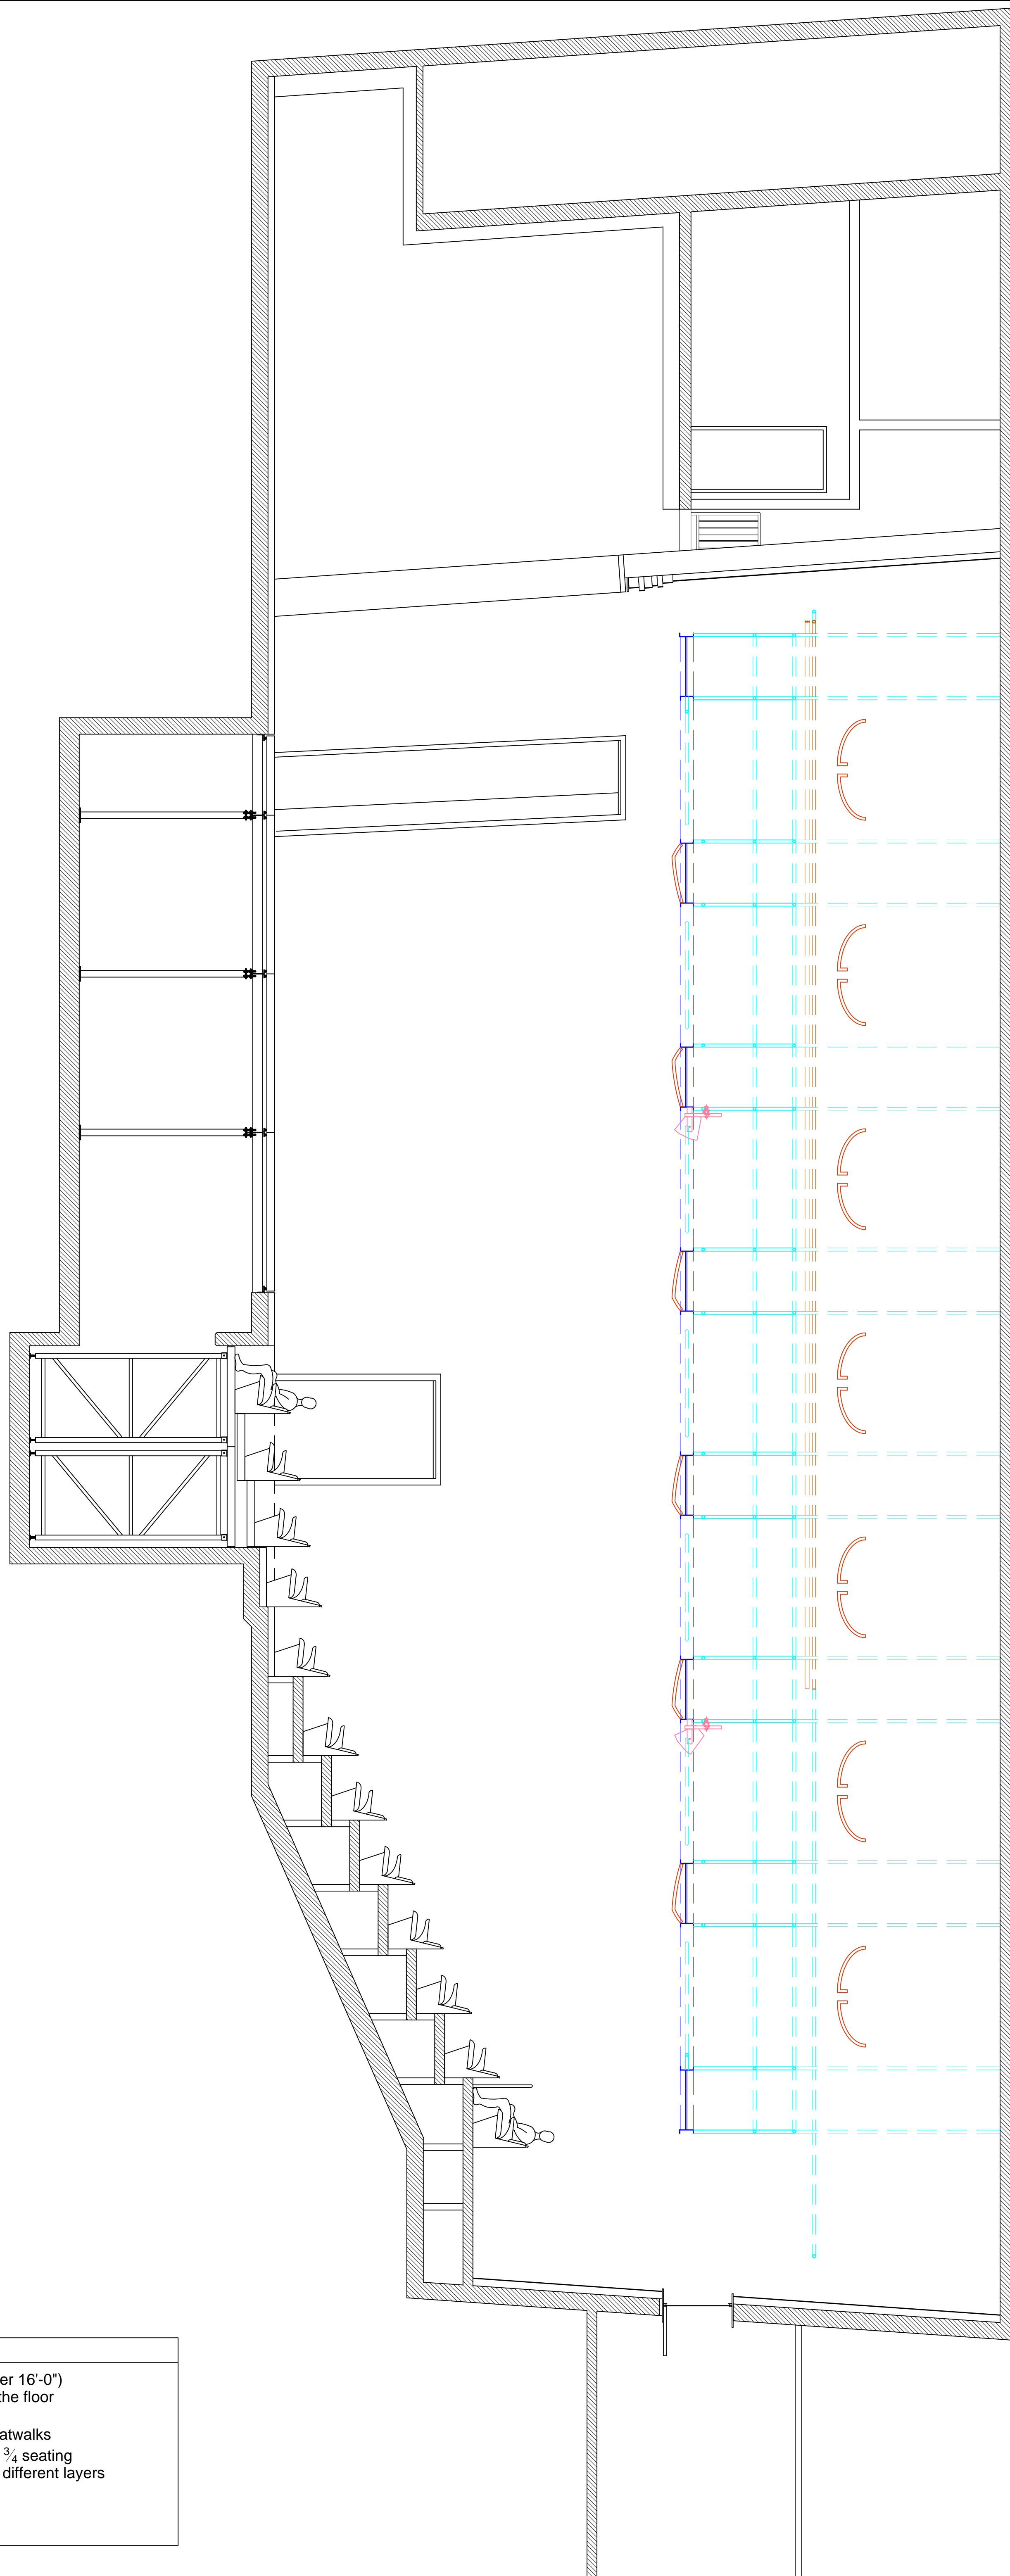 er 16'-0")
the floor
atwalks
¾ seating
different layers